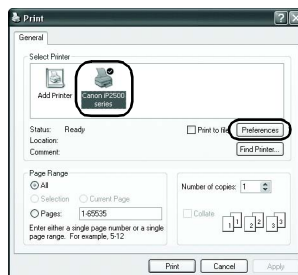 Print
General
Select Printer
Add Printer
Canon iP2500 series
Status: Ready
Location:
Comment:
Print to file
Preferences
Find Printer...
Page Range
All
Selection
Current Page
Pages: 1-65535
Enter either a single page number or a single
page range. For example, 5-12
Number of copies: 1
Collate
1 1 2 2 3 3
Print
Cancel
Apply